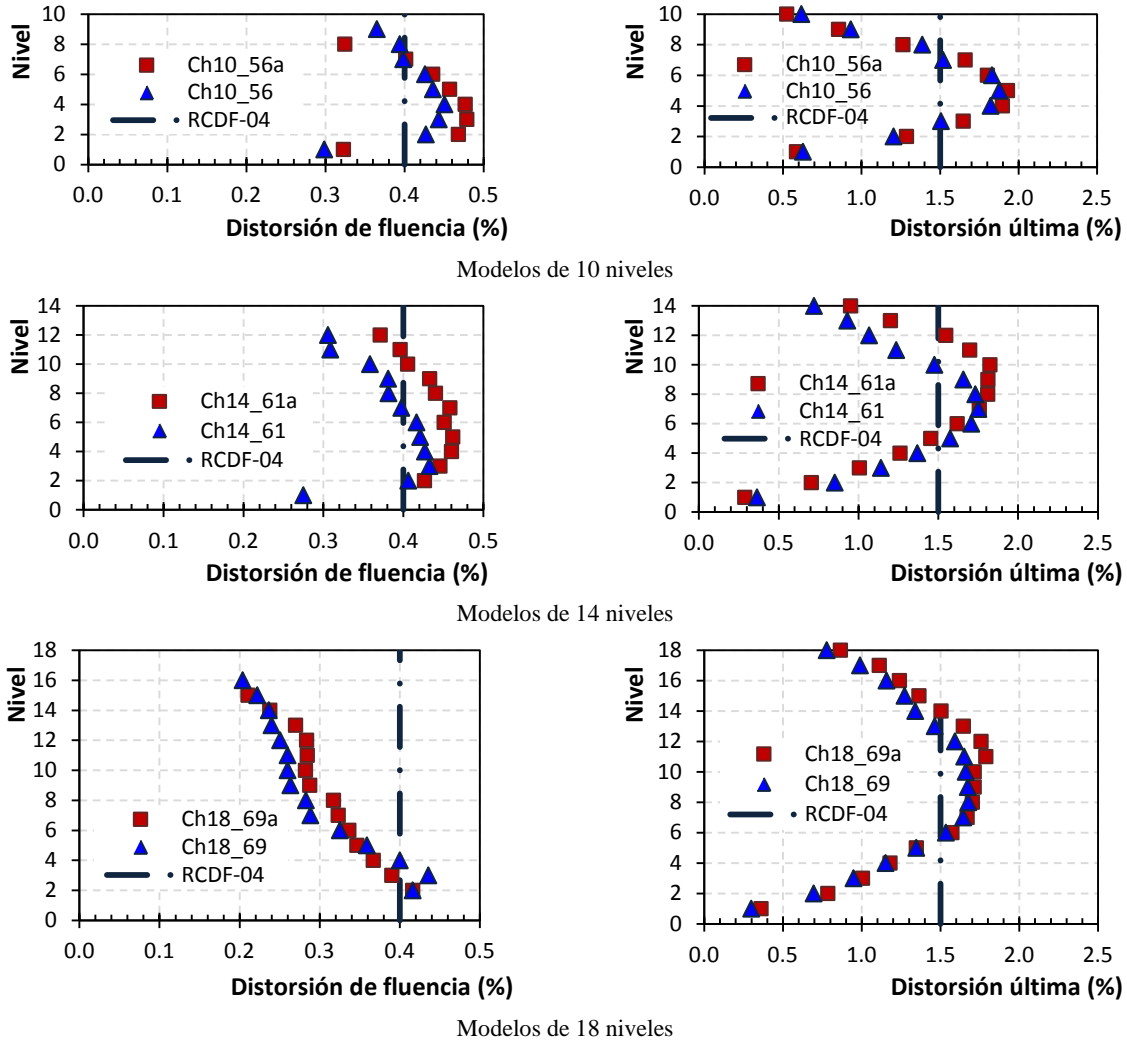 Nivel
10
8
6
4
2
0
Ch10_56a
Ch10_56
RCDF-04
0.0 0.1 0.2 0.3 0.4 0.5
Distorsión de fluencia (%)
Nivel
10
8
6
4
2
0
Ch10_56a
Ch10_56
RCDF-04
0.0 0.5 1.0 1.5 2.0 2.5
Distorsión última (%)
Modelos de 10 niveles
Nivel
14
12
10
8
6
4
2
0
Ch14_61a
Ch14_61
RCDF-04
0.0 0.1 0.2 0.3 0.4 0.5
Distorsión de fluencia (%)
Nivel
14
12
10
8
6
4
2
0
Ch14_61a
Ch14_61
RCDF-04
0.0 0.5 1.0 1.5 2.0 2.5
Distorsión última (%)
Modelos de 14 niveles
Nivel
18
16
14
12
10
8
6
4
2
0
Ch18_69a
Ch18_69
RCDF-04
0.0 0.1 0.2 0.3 0.4 0.5
Distorsión de fluencia (%)
Nivel
18
16
14
12
10
8
6
4
2
0
Ch18_69a
Ch18_69
RCDF-04
0.0 0.5 1.0 1.5 2.0 2.5
Distorsión última (%)
Modelos de 18 niveles